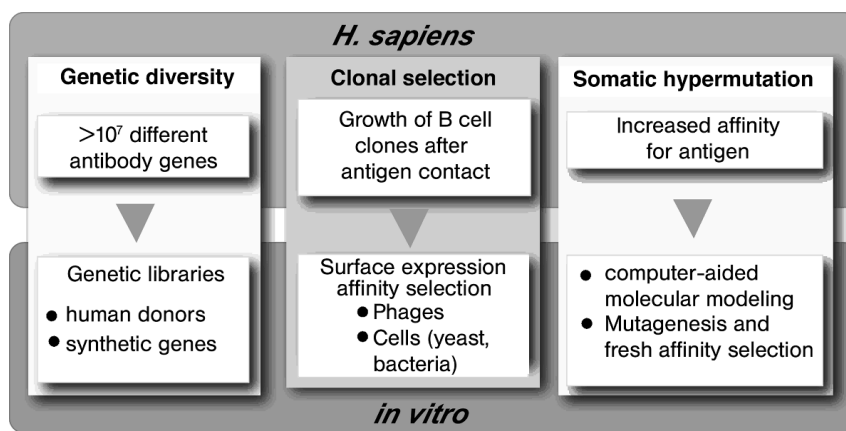 H. sapiens
Genetic diversity
>10⁷ different
antibody genes
Genetic libraries
● human donors
● synthetic genes
Clonal selection
Growth of B cell
clones after
antigen contact
Surface expression
affinity selection
● Phages
● Cells (yeast,
bacteria)
Somatic hypermutation
Increased affinity
for antigen
● computer-aided
molecular modeling
● Mutagenesis and
fresh affinity selection
in vitro